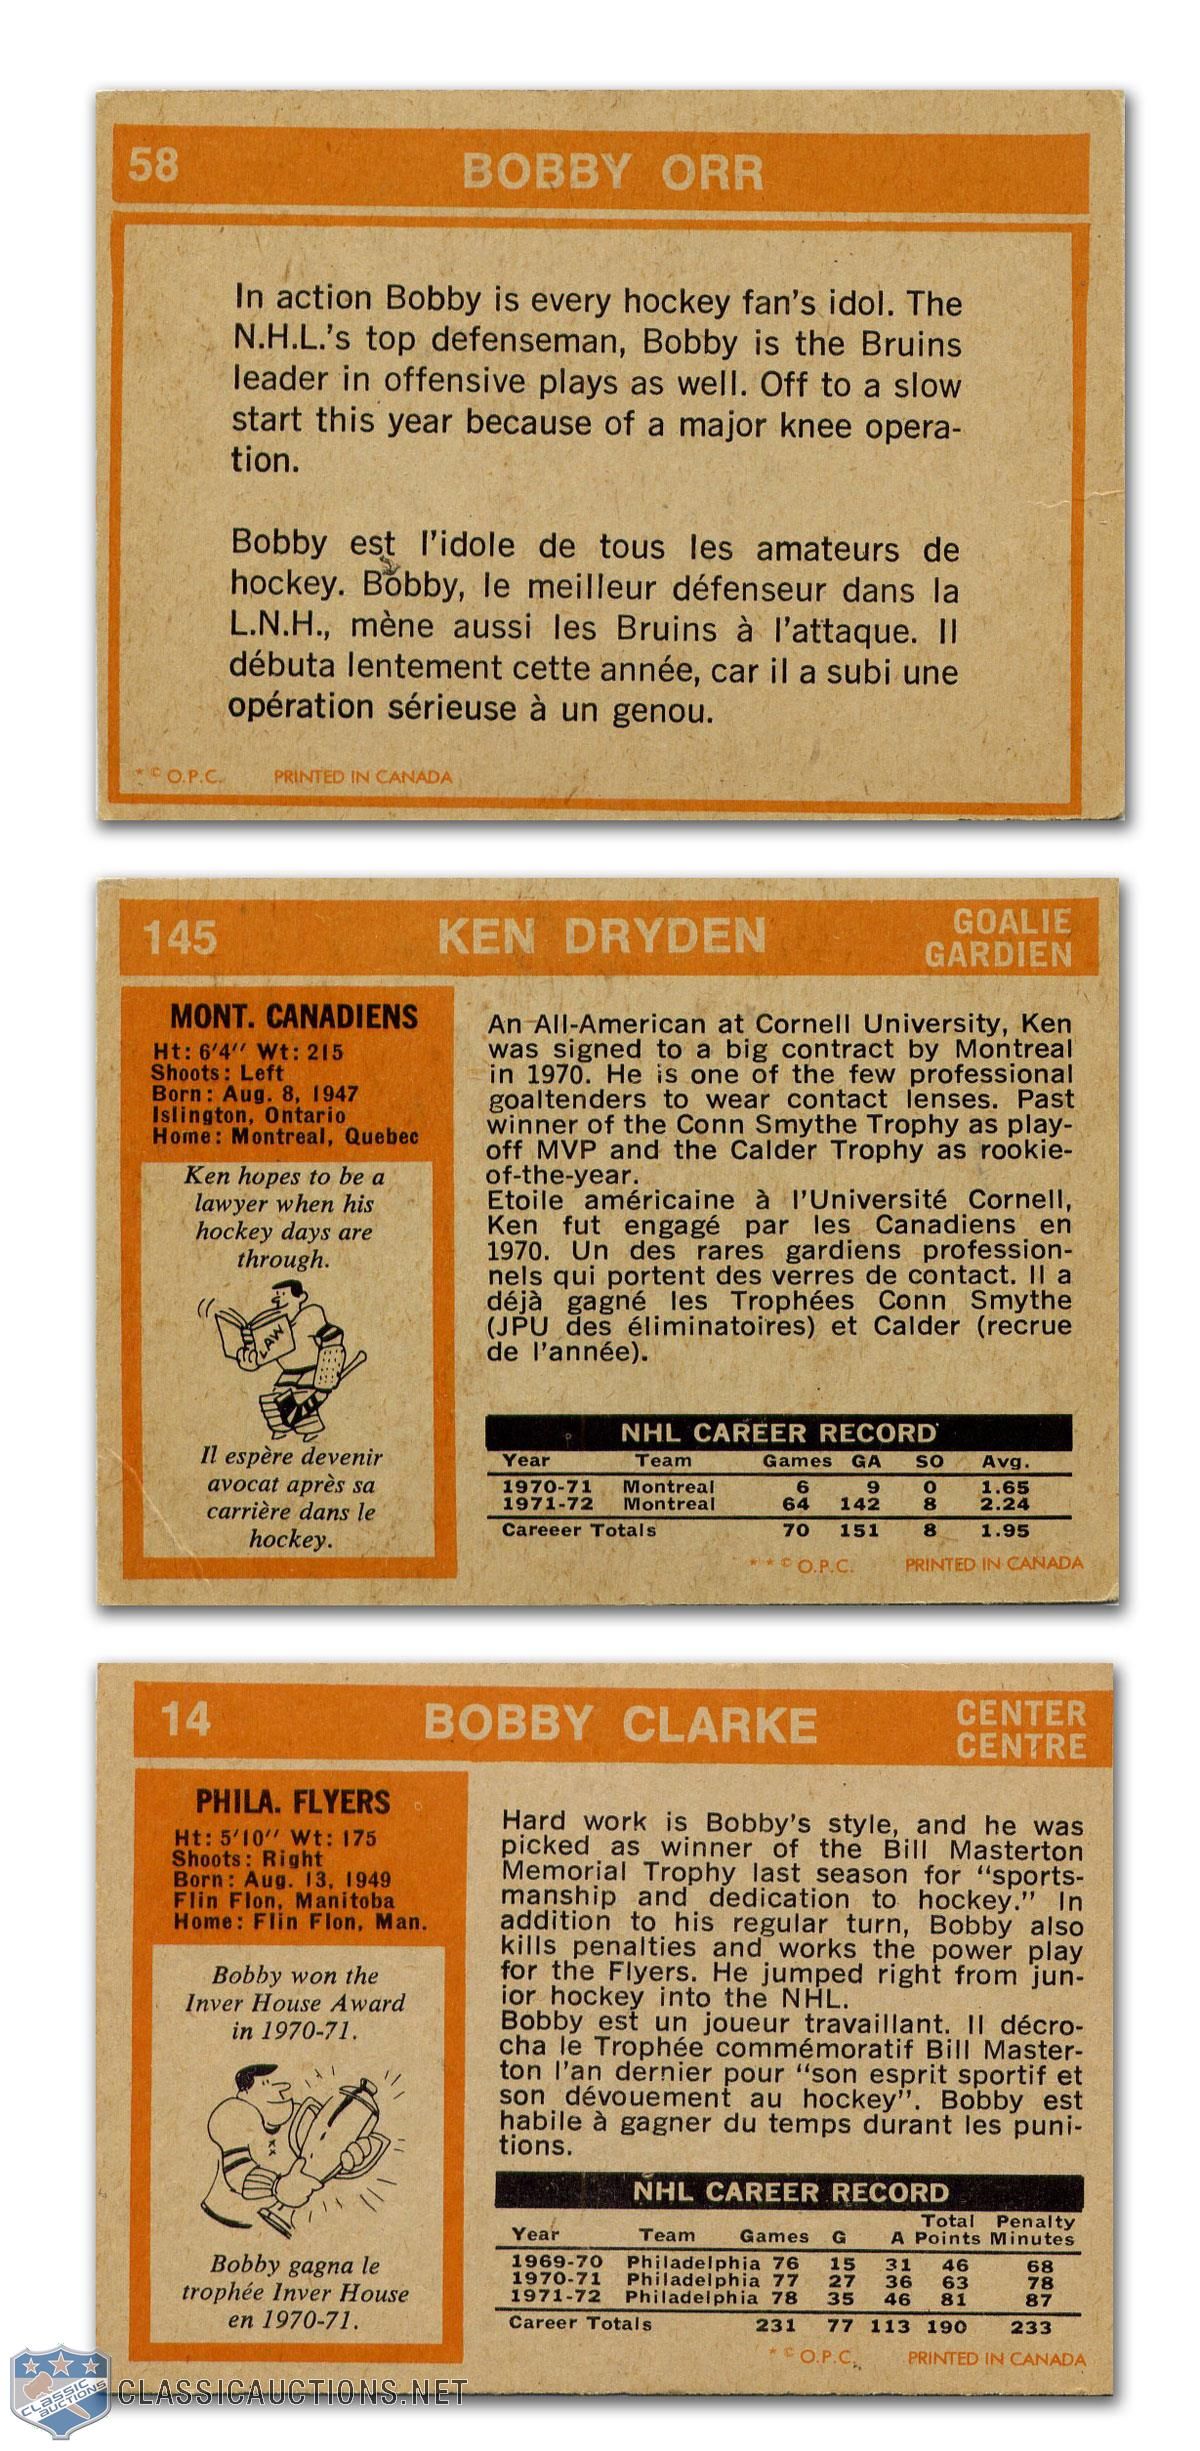 58
BOBBY ORR
In action Bobby is every hockey fan's idol. The
N.H.L.'s top defenseman, Bobby is the Bruins
leader in offensive plays as well. Off to a slow
start this year because of a major knee opera-
tion.
Bobby est l'idole de tous les amateurs de
hockey. Bobby, le meilleur défenseur dans la
L.N.H., mène aussi les Bruins à l'attaque. Il
débuta lentement cette année, car il a subi une
opération sérieuse à un genou.
* © O.P.C. PRINTED IN CANADA
145
KEN DRYDEN
GOALIE
GARDIEN
MONT. CANADIENS
Ht: 6'4'' Wt: 215
Shoots: Left
Born: Aug. 8, 1947
Islington, Ontario
Home: Montreal, Quebec
Ken hopes to be a
lawyer when his
hockey days are
through.
LAW
Il espère devenir
avocat après sa
carrière dans le
hockey.
An All-American at Cornell University, Ken
was signed to a big contract by Montreal
in 1970. He is one of the few professional
goaltenders to wear contact lenses. Past
winner of the Conn Smythe Trophy as play-
off MVP and the Calder Trophy as rookie-
of-the-year.
Etoile américaine à l'Université Cornell,
Ken fut engagé par les Canadiens en
1970. Un des rares gardiens profession-
nels qui portent des verres de contact. Il a
déjà gagné les Trophées Conn Smythe
(JPU des éliminatoires) et Calder (recrue
de l'année).
NHL CAREER RECORD
Year Team Games GA SO Avg.
1970-71 Montreal 6 9 0 1.65
1971-72 Montreal 64 142 8 2.24
Careeer Totals 70 151 8 1.95
* * © O.P.C. PRINTED IN CANADA
14
BOBBY CLARKE
CENTER
CENTRE
PHILA. FLYERS
Ht: 5'10'' Wt: 175
Shoots: Right
Born: Aug. 13, 1949
Flin Flon, Manitoba
Home: Flin Flon, Man.
Bobby won the
Inver House Award
in 1970-71.
Bobby gagna le
trophée Inver House
en 1970-71.
Hard work is Bobby's style, and he was
picked as winner of the Bill Masterton
Memorial Trophy last season for "sports-
manship and dedication to hockey." In
addition to his regular turn, Bobby also
kills penalties and works the power play
for the Flyers. He jumped right from jun-
ior hockey into the NHL.
Bobby est un joueur travaillant. Il décro-
cha le Trophée commémoratif Bill Master-
ton l'an dernier pour "son esprit sportif et
son dévouement au hockey". Bobby est
habile à gagner du temps durant les puni-
tions.
NHL CAREER RECORD
Total Penalty
Year Team Games G A Points Minutes
1969-70 Philadelphia 76 15 31 46 68
1970-71 Philadelphia 77 27 36 63 78
1971-72 Philadelphia 78 35 46 81 87
Career Totals 231 77 113 190 233
* © O.P.C. PRINTED IN CANADA
CLASSIC
AUCTIONS
CLASSICAUCTIONS.NET